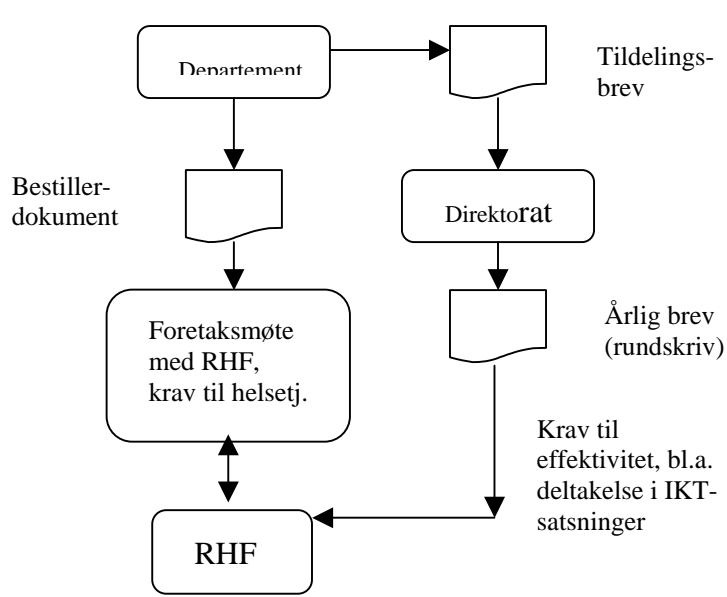 Departement
Tildelings-
brev
Bestiller-
dokument
Direktorat
Foretaksmøte
med RHF,
krav til helsetj.
Årlig brev
(rundskriv)
Krav til
effektivitet, bl.a.
deltakelse i IKT-
satsninger
RHF